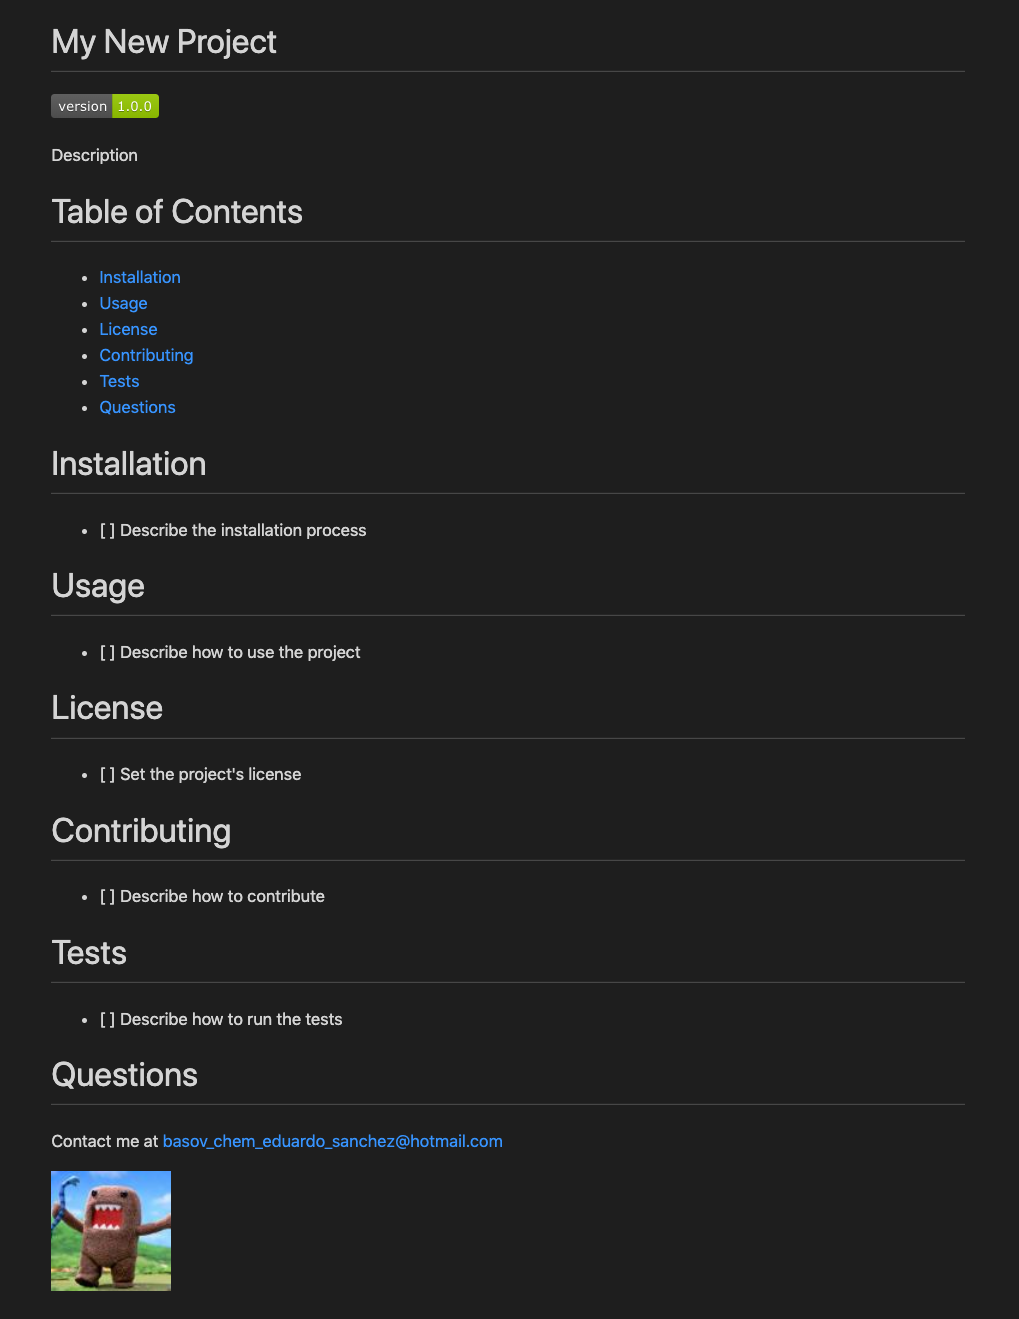 My New Project
version 1.0.0
Description
Table of Contents
Installation
Usage
License
Contributing
Tests
Questions
Installation
[ ] Describe the installation process
Usage
[ ] Describe how to use the project
License
[ ] Set the project's license
Contributing
[ ] Describe how to contribute
Tests
[ ] Describe how to run the tests
Questions
Contact me at basov_chem_eduardo_sanchez@hotmail.com